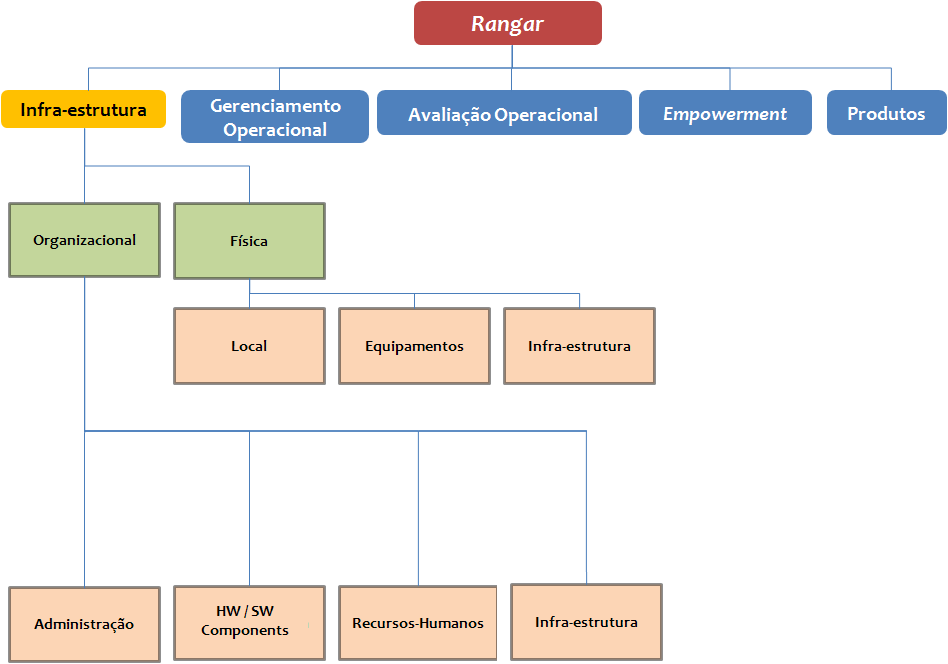 Rangar
Infra-estrutura
Gerenciamento
Operacional
Avaliação Operacional
Empowerment
Produtos
Organizacional
Física
Local
Equipamentos
Infra-estrutura
Administração
HW / SW
Components
Recursos-Humanos
Infra-estrutura